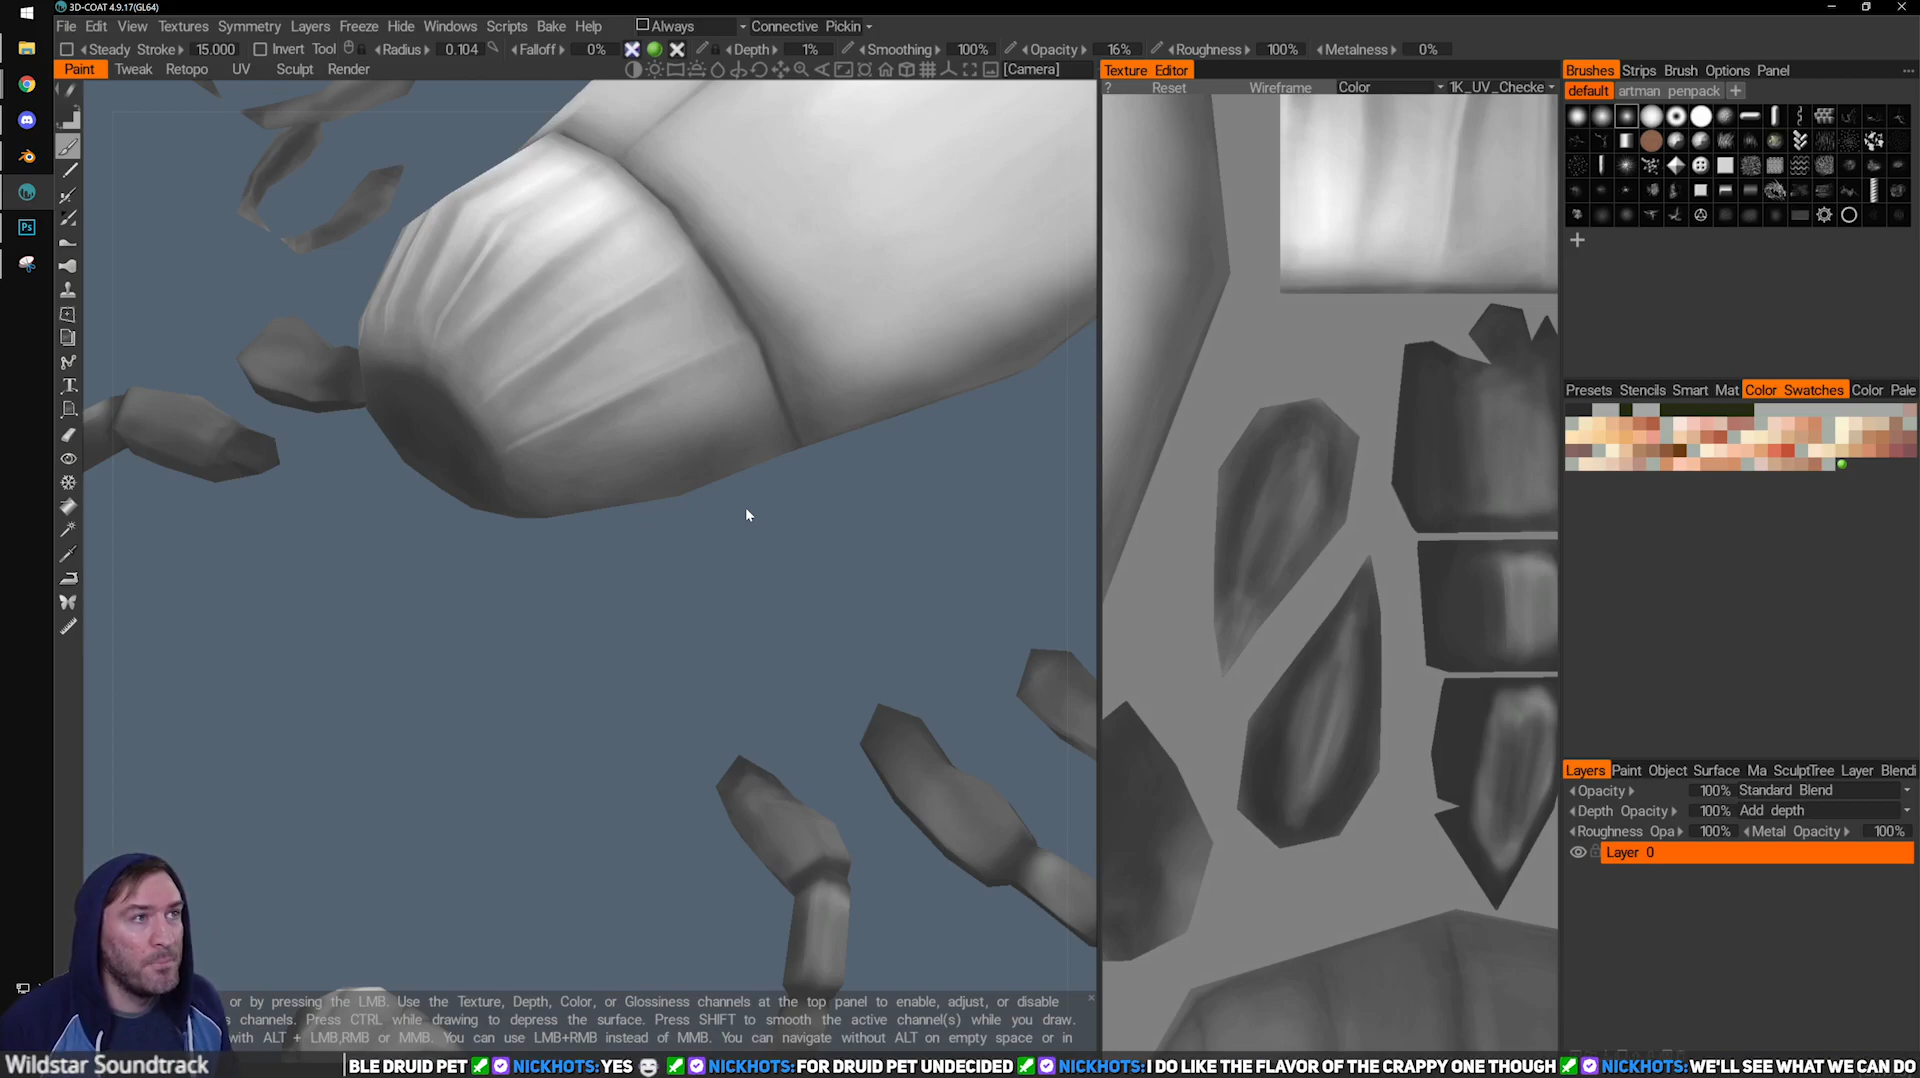 3D-COAT 4.9.17(GL64)
File Edit View Textures Symmetry Layers Freeze Hide Windows Scripts Bake Help Always Connective Pickin
Steady Stroke 15.000 Invert Tool Radius 0.104 Falloff 0% Depth 1% Smoothing 100% Opacity 16% Roughness 100% Metalness 0%
Paint Tweak Retopo UV Sculpt Render [Camera]
Texture Editor
? Reset Wireframe Color 1K_UV_Checke
Brushes Strips Brush Options Panel
default artman penpack +
Presets Stencils Smart Mat Color Swatches Color Pale
Layers Paint Object Surface Ma SculptTree Layer Blendi
Opacity 100% Standard Blend
Depth Opacity 100% Add depth
Roughness Opa 100% Metal Opacity 100%
Layer 0
or by pressing the LMB. Use the Texture, Depth, Color, or Glossiness channels at the top panel to enable, adjust, or disable
s channels. Press CTRL while drawing to depress the surface. Press SHIFT to smooth the active channel(s) while you draw.
with ALT + LMB,RMB or MMB. You can use LMB+RMB instead of MMB. You can navigate without ALT on empty space or in
Wildstar Soundtrack
BLE DRUID PET NICKHOTS: YES NICKHOTS: FOR DRUID PET UNDECIDED NICKHOTS: I DO LIKE THE FLAVOR OF THE CRAPPY ONE THOUGH NICKHOTS: WE'LL SEE WHAT WE CAN DO
Ps